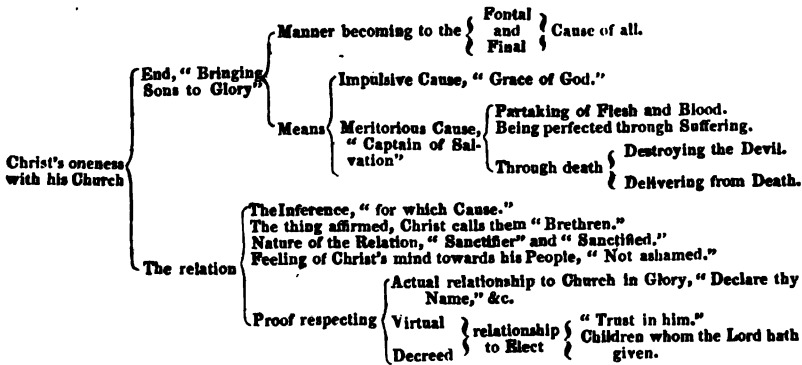 Manner becoming to the Fontal and Final Cause of all.
End, "Bringing
Sons to Glory"
Impulsive Cause, "Grace of God."
Means
Meritorious Cause,
"Captain of Sal-
vation"
Partaking of Flesh and Blood.
Being perfected through Suffering.
Through death
Destroying the Devil.
Delivering from Death.
Christ's oneness
with his Church
The Inference, "for which Cause."
The thing affirmed, Christ calls them "Brethren."
Nature of the Relation, "Sanctifier" and "Sanctified."
Feeling of Christ's mind towards his People, "Not ashamed."
The relation
Proof respecting
Actual relationship to Church in Glory, "Declare thy
Name," &c.
Virtual
Decreed
relationship
to Elect
"Trust in him."
Children whom the Lord hath
given.